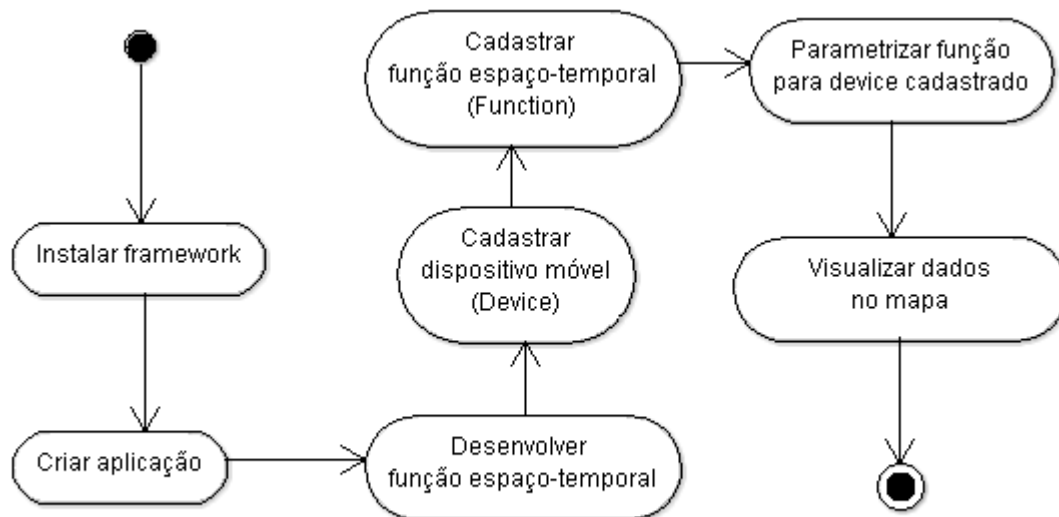 Instalar framework
Criar aplicação
Desenvolver
função espaço-temporal
Cadastrar
dispositivo móvel
(Device)
Cadastrar
função espaço-temporal
(Function)
Parametrizar função
para device cadastrado
Visualizar dados
no mapa